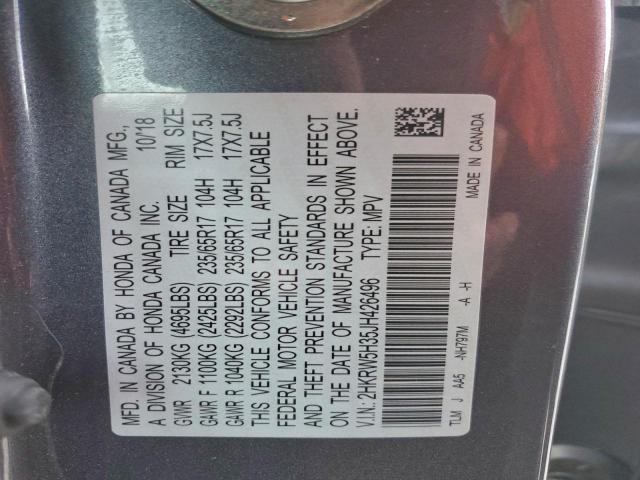 MFD. IN CANADA BY HONDA OF CANADA MFG.,
A DIVISION OF HONDA CANADA INC. 10/18
GVWR 2130KG (4695LBS) TIRE SIZE RIM SIZE
GAWR F 1100KG (2425LBS) 235/65R17 104H 17X7.5J
GAWR R 1040KG (2292LBS) 235/65R17 104H 17X7.5J
THIS VEHICLE CONFORMS TO ALL APPLICABLE
FEDERAL MOTOR VEHICLE SAFETY
AND THEFT PREVENTION STANDARDS IN EFFECT
ON THE DATE OF MANUFACTURE SHOWN ABOVE.
V.I.N.: 2HKRW5H35JH426496 TYPE: MPV
TLM J AA5 -NH797M -A -H MADE IN CANADA